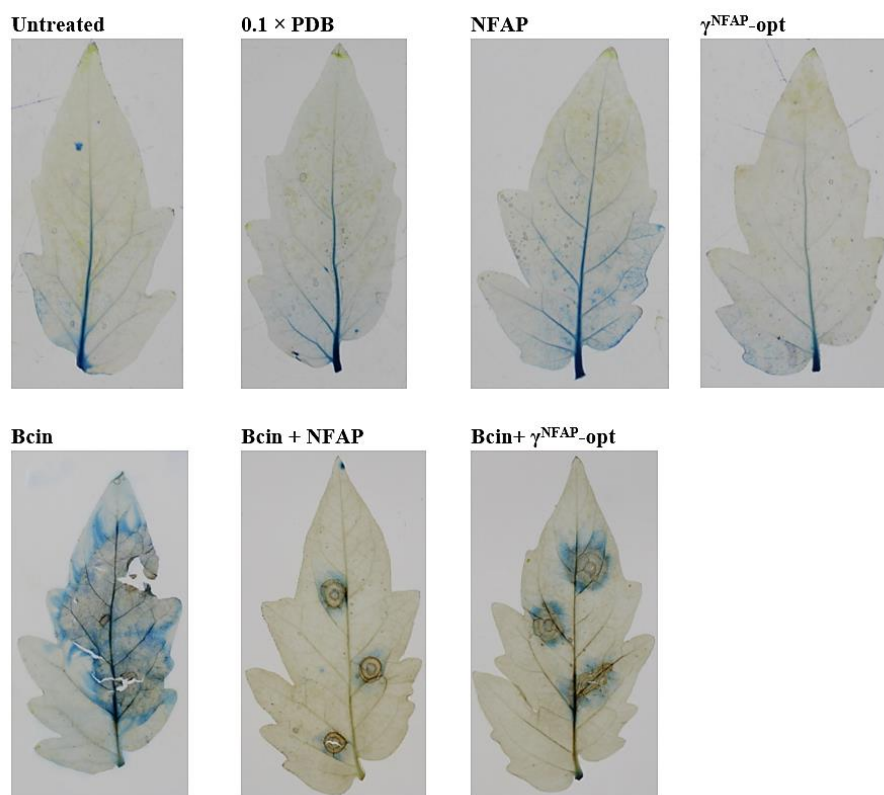 Untreated 0.1 × PDB NFAP γNFAP-opt
Bcin Bcin + NFAP Bcin+ γNFAP-opt